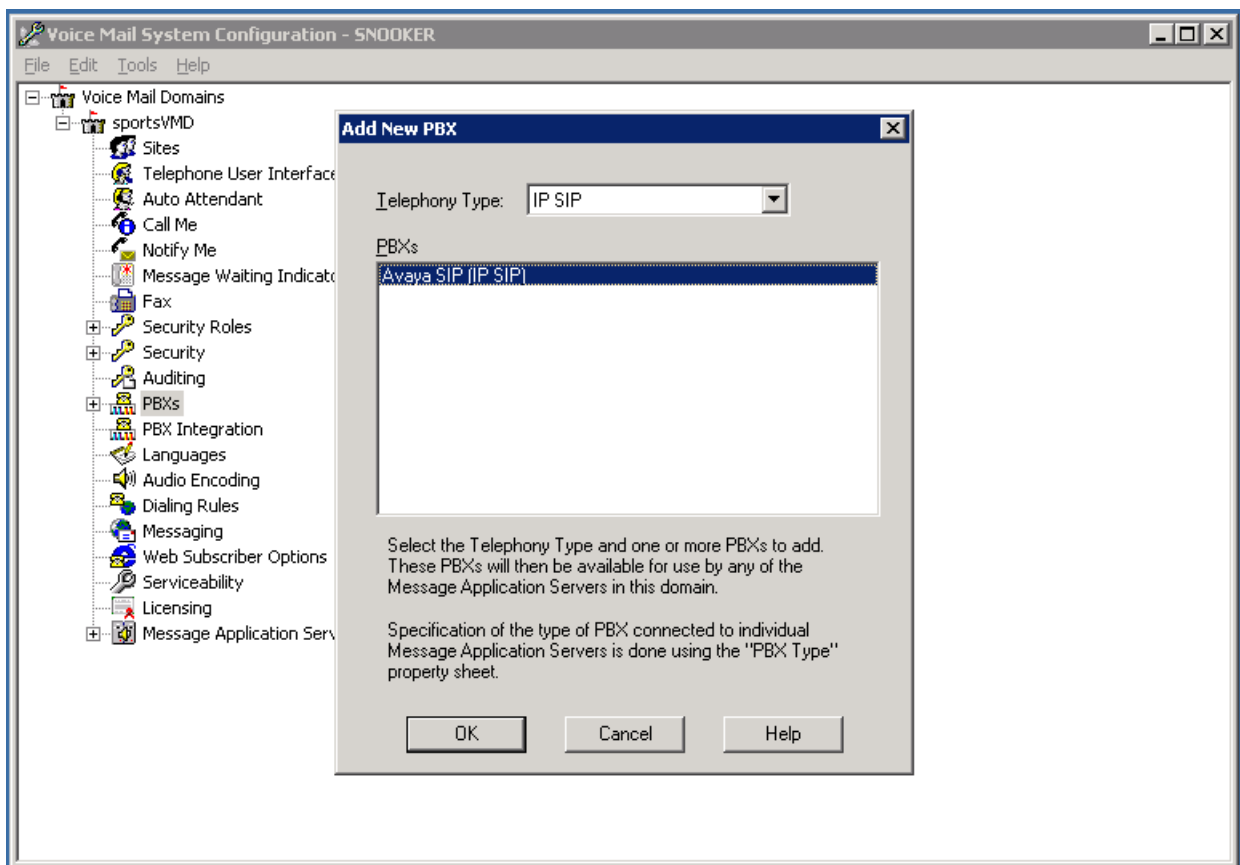 Voice Mail System Configuration - SNOOKER
File Edit Tools Help
Voice Mail Domains
sportsVMD
Sites
Telephone User Interface
Auto Attendant
Call Me
Notify Me
Message Waiting
Fax
Security Roles
Security
Auditing
PBXs
PBX Integration
Languages
Audio Encoding
Dialing Rules
Messaging
Web Subscriber Options
Serviceability
Licensing
Message Application
Add New PBX
Telephony Type: IP SIP
PBXs
Avaya SIP (IP SIP)
Select the Telephony Type and one or more PBXs to add.
These PBXs will then be available for use by any of the
Message Application Servers in this domain.
Specification of the type of PBX connected to individual
Message Application Servers is done using the "PBX Type"
property sheet.
OK Cancel Help